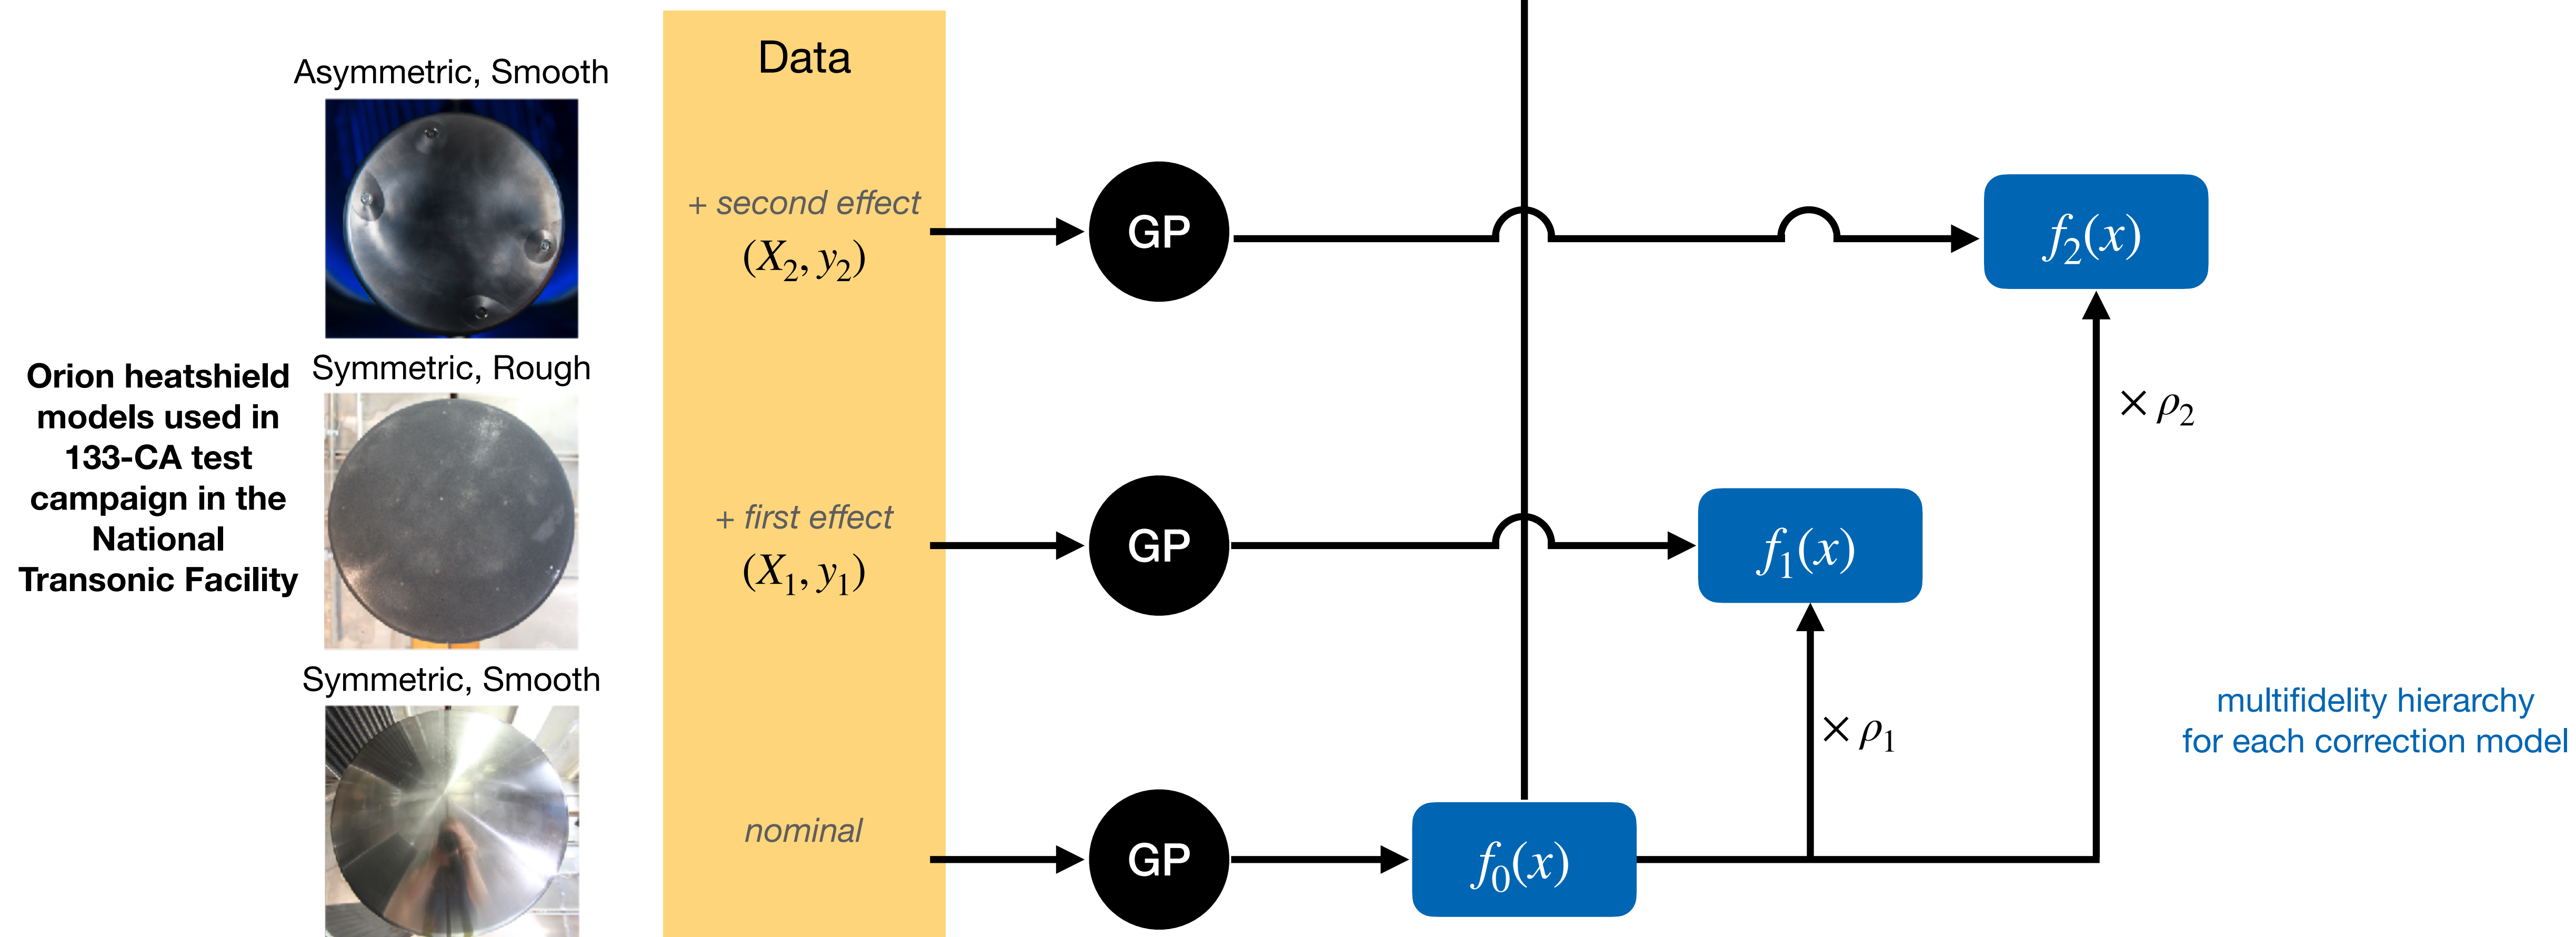 Data
Asymmetric, Smooth
+ second effect
(X₂, y₂)
GP
f₂(x)
Orion heatshield
models used in
133-CA test
campaign in the
National
Transonic Facility
Symmetric, Rough
× ρ₂
+ first effect
(X₁, y₁)
GP
f₁(x)
Symmetric, Smooth
× ρ₁
multifidelity hierarchy
for each correction model
nominal
GP
f₀(x)